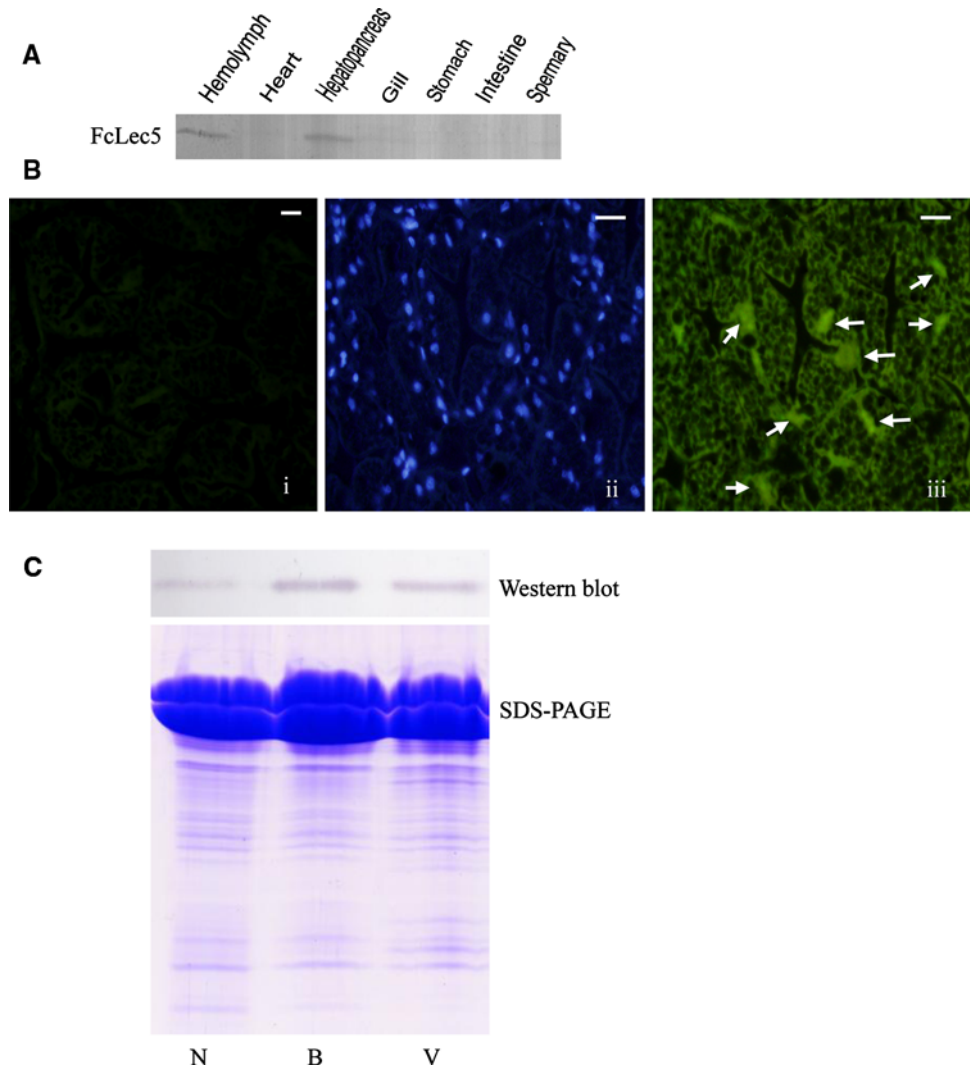 A
Hemolymph Heart Hepatopancreas Gill Stomach Intestine Spermary
FcLec5
B
i ii iii
C
Western blot
SDS-PAGE
N B V